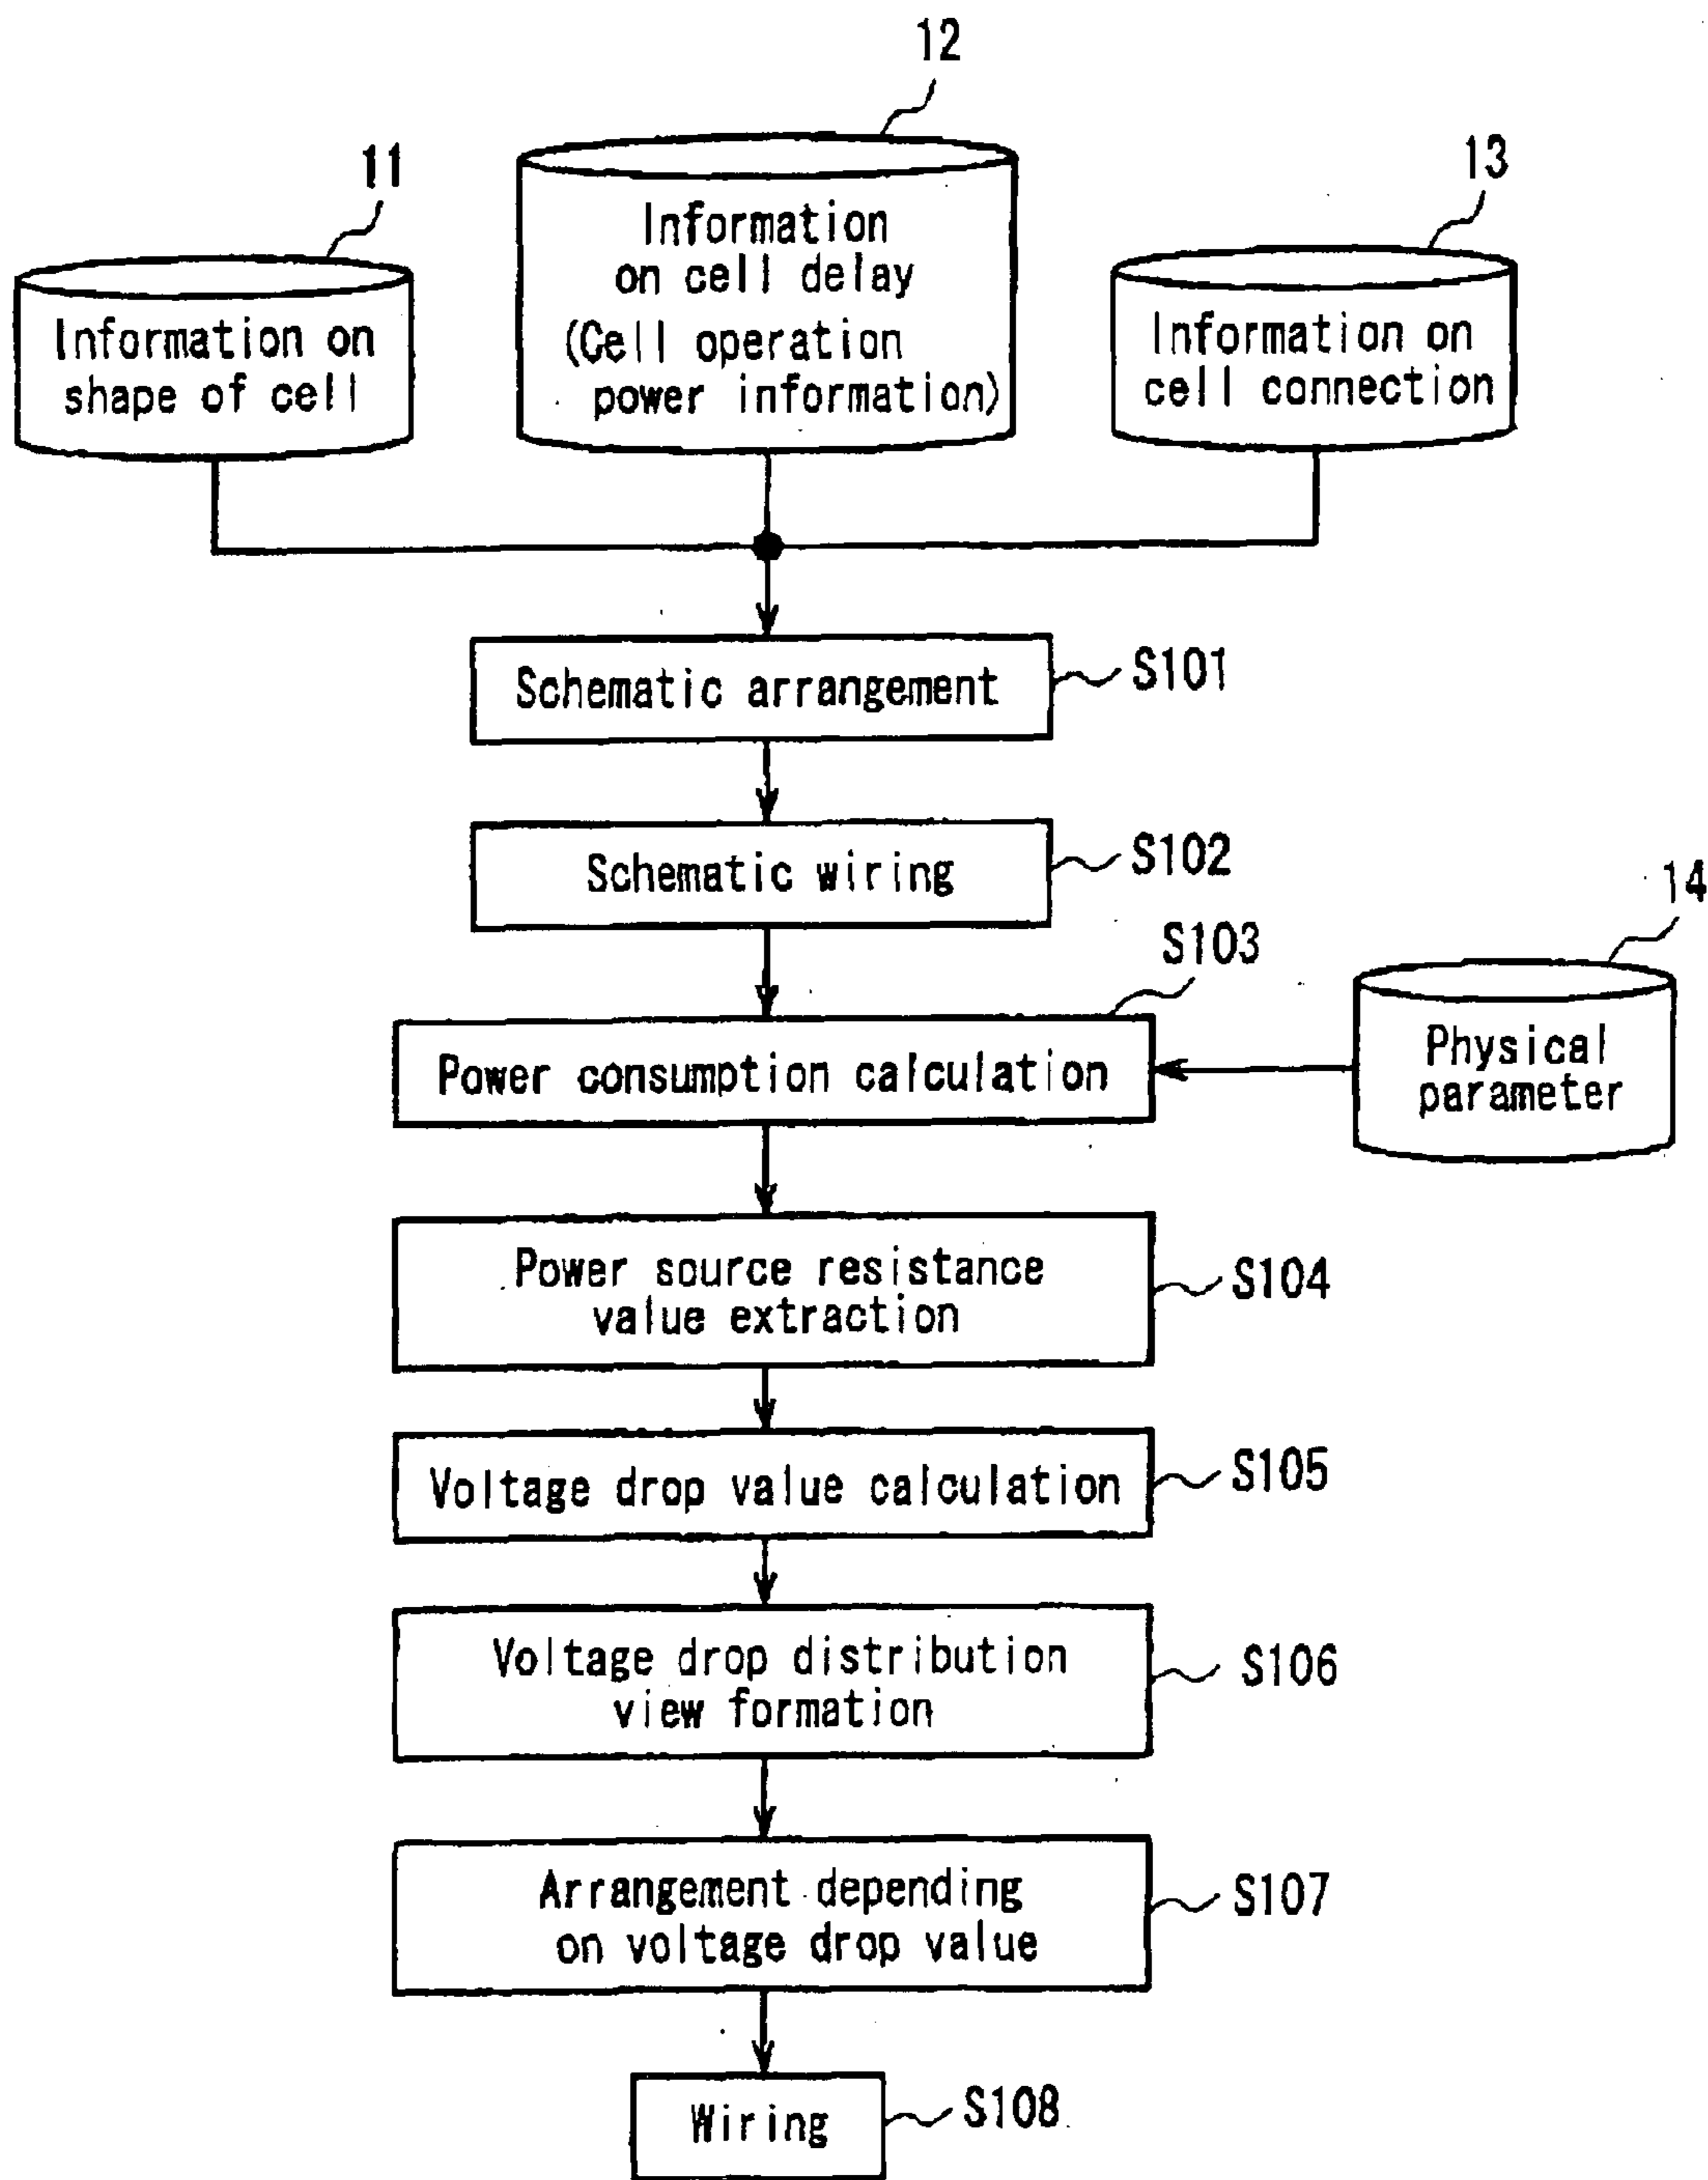 12
11
13
Information
on cell delay
(Cell operation
power information)
Information on
shape of cell
Information on
cell connection
Schematic arrangement
S101
Schematic wiring
S102
14
S103
Power consumption calculation
Physical
parameter
Power source resistance
value extraction
S104
Voltage drop value calculation
S105
Voltage drop distribution
view formation
S106
Arrangement depending
on voltage drop value
S107
Wiring
S108